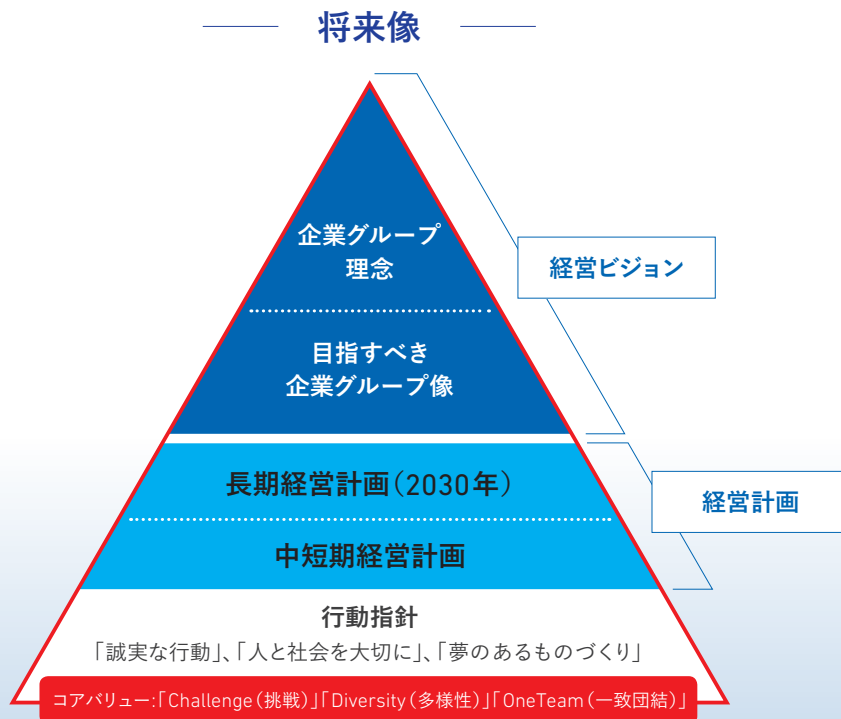 将来像
企業グループ
理念
経営ビジョン
目指すべき
企業グループ像
長期経営計画（2030年）
経営計画
中短期経営計画
行動指針
「誠実な行動」、「人と社会を大切に」、「夢のあるものづくり」
コアバリュー：「Challenge（挑戦）」「Diversity（多様性）」「OneTeam（一致団結）」